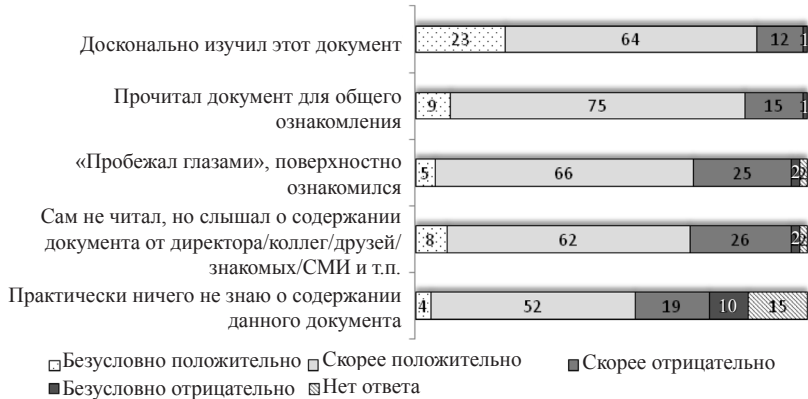 Досконально изучил этот документ 23 64 12 1
Прочитал документ для общего
ознакомления 9 75 15 1
«Пробежал глазами», поверхностно
ознакомился 5 66 25 2 2
Сам не читал, но слышал о содержании
документа от директора/коллег/друзей/
знакомых/СМИ и т.п. 8 62 26 2 2
Практически ничего не знаю о содержании
данного документа 4 52 19 10 15
Безусловно положительно Скорее положительно Скорее отрицательно
Безусловно отрицательно Нет ответа